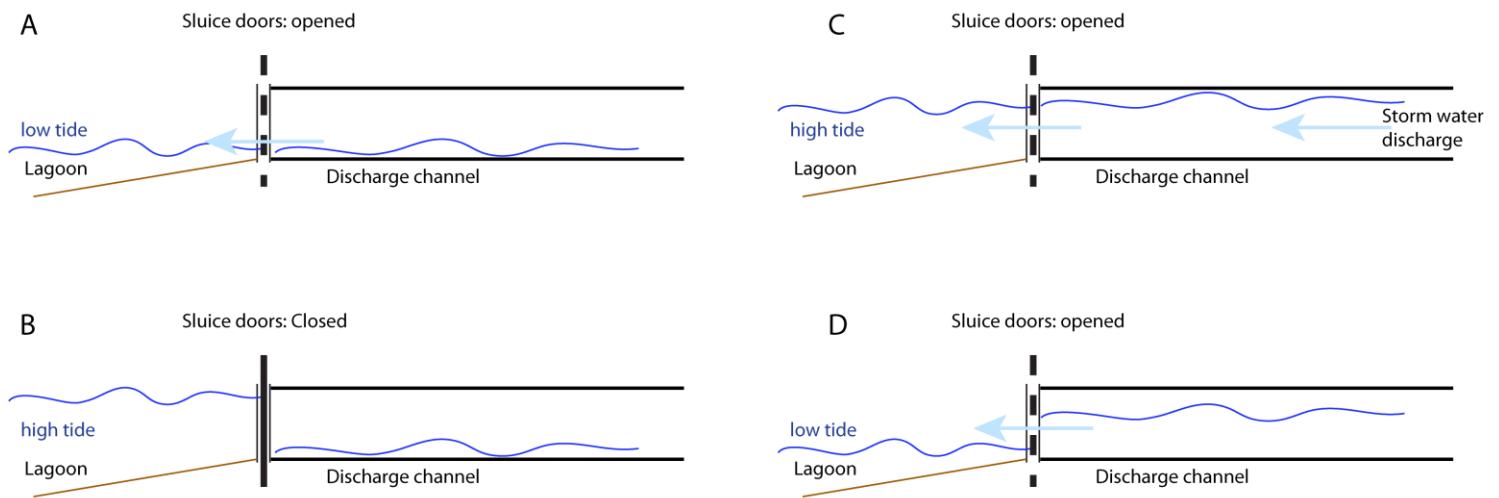 A
Sluice doors: opened
low tide
Lagoon
Discharge channel
B
Sluice doors: Closed
high tide
Lagoon
Discharge channel
C
Sluice doors: opened
high tide
Storm water
discharge
Lagoon
Discharge channel
D
Sluice doors: opened
low tide
Lagoon
Discharge channel